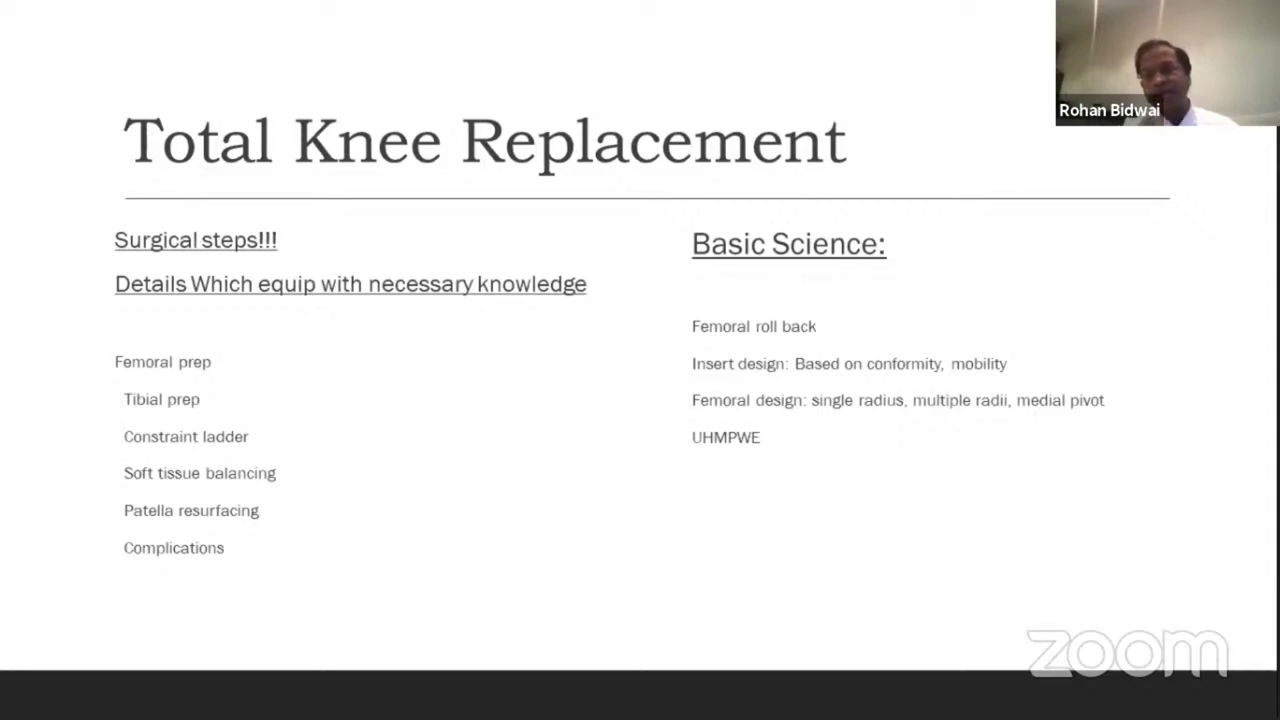 Rohan Bidwai
Total Knee Replacement
Surgical steps!!!
Details Which equip with necessary knowledge
Femoral prep
Tibial prep
Constraint ladder
Soft tissue balancing
Patella resurfacing
Complications
Basic Science:
Femoral roll back
Insert design: Based on conformity, mobility
Femoral design: single radius, multiple radii, medial pivot
UHMPWE
zoom